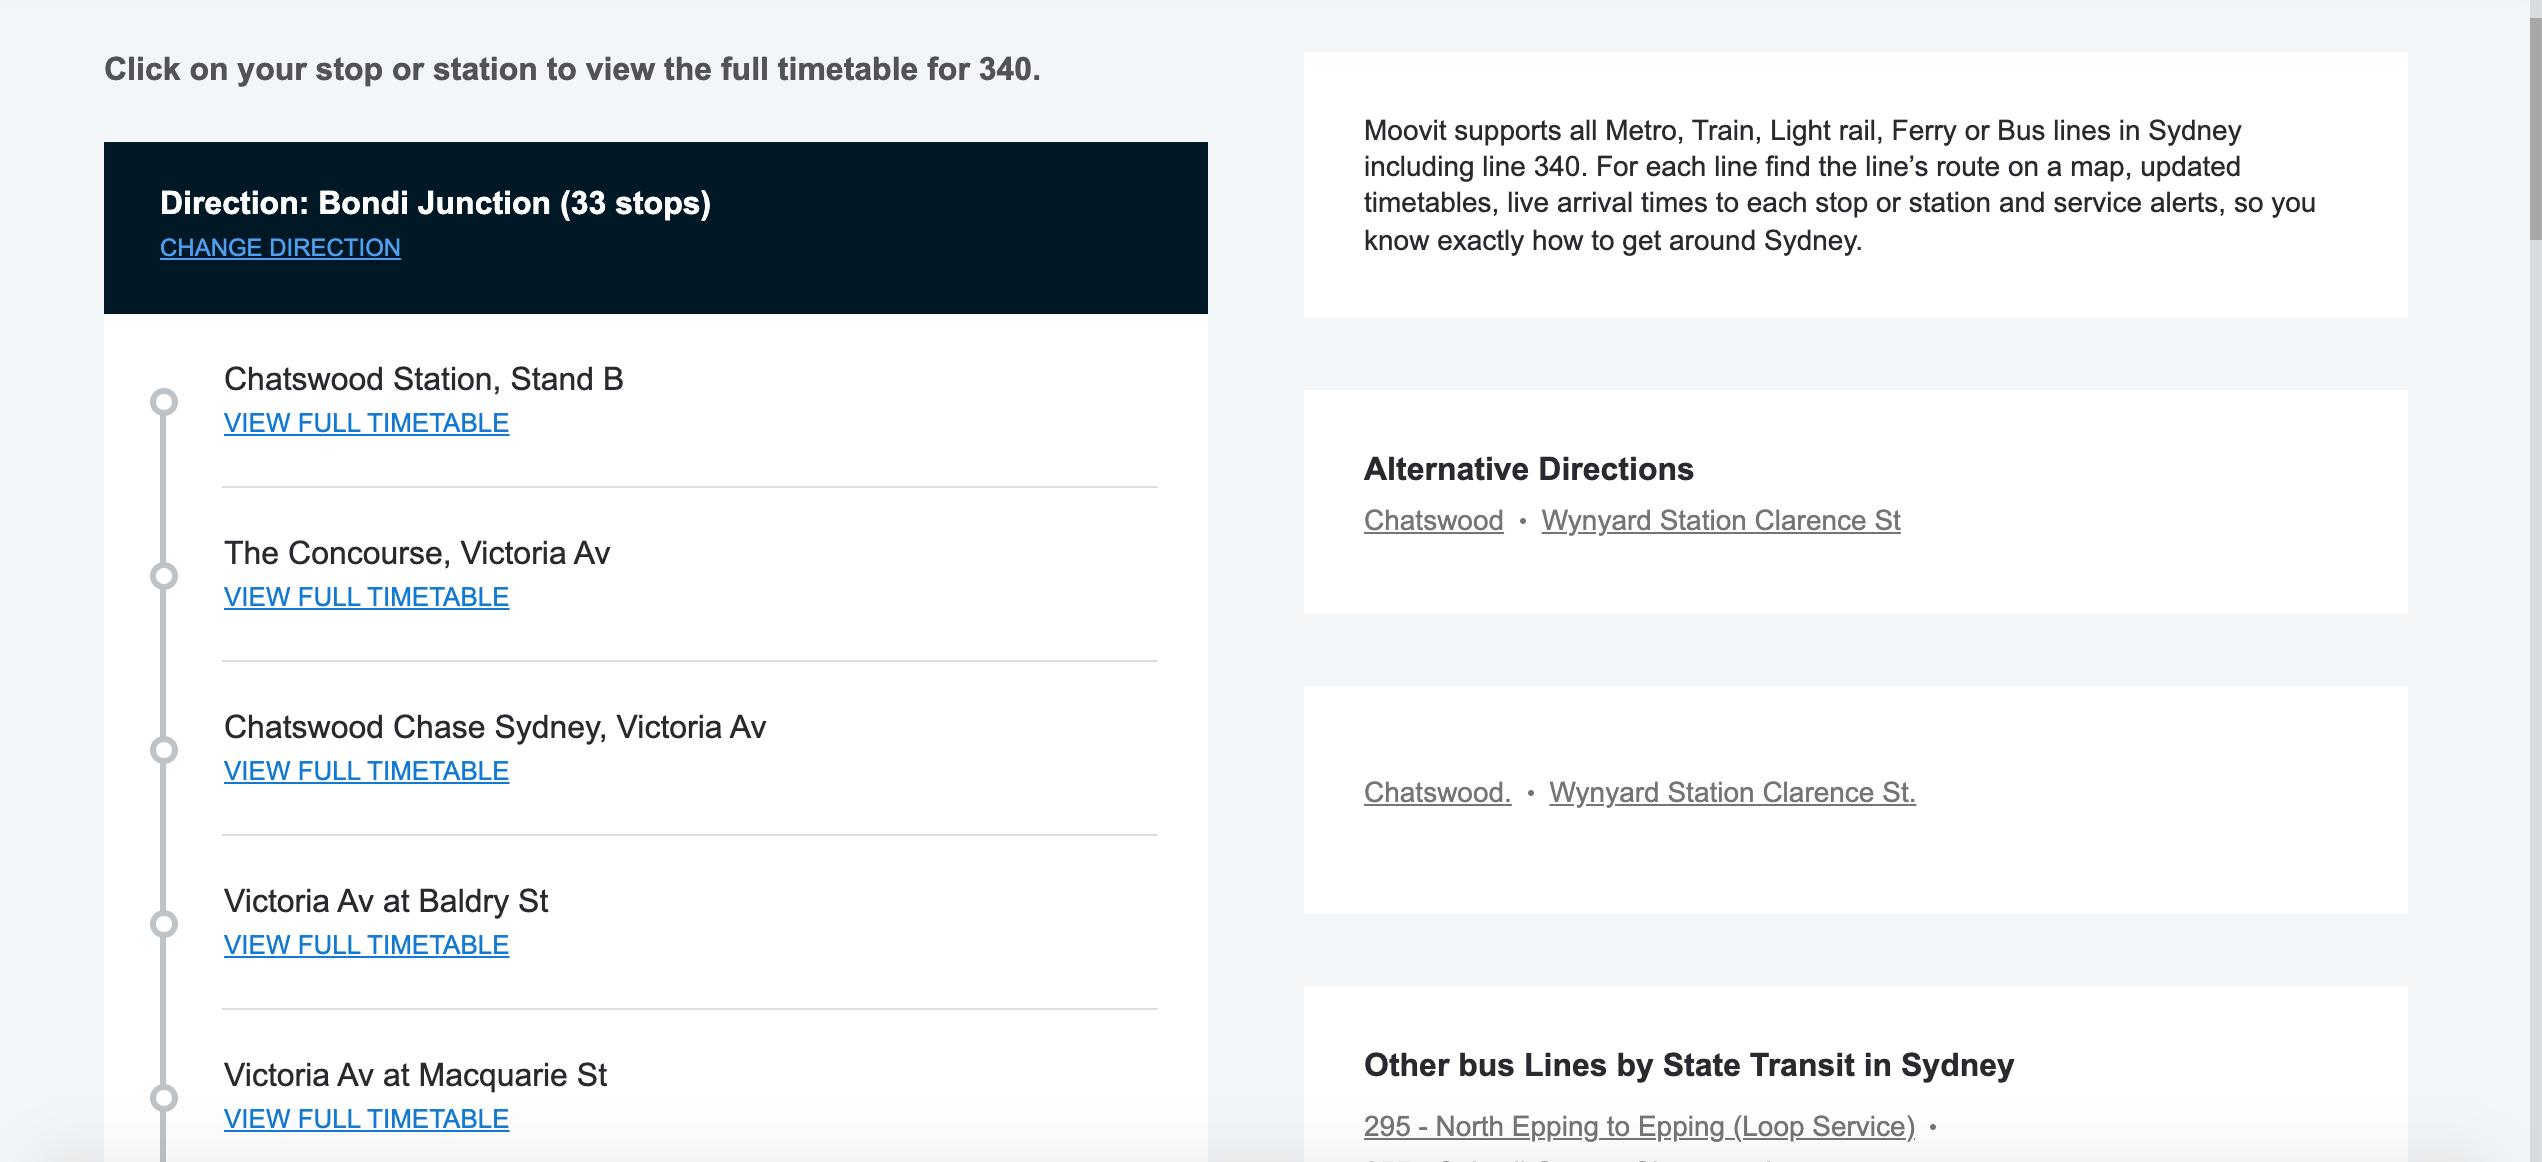 Click on your stop or station to view the full timetable for 340.
Direction: Bondi Junction (33 stops)
CHANGE DIRECTION
Chatswood Station, Stand B
VIEW FULL TIMETABLE
The Concourse, Victoria Av
VIEW FULL TIMETABLE
Chatswood Chase Sydney, Victoria Av
VIEW FULL TIMETABLE
Victoria Av at Baldry St
VIEW FULL TIMETABLE
Victoria Av at Macquarie St
VIEW FULL TIMETABLE
Moovit supports all Metro, Train, Light rail, Ferry or Bus lines in Sydney
including line 340. For each line find the line’s route on a map, updated
timetables, live arrival times to each stop or station and service alerts, so you
know exactly how to get around Sydney.
Alternative Directions
Chatswood • Wynyard Station Clarence St
Chatswood. • Wynyard Station Clarence St.
Other bus Lines by State Transit in Sydney
295 - North Epping to Epping (Loop Service) •